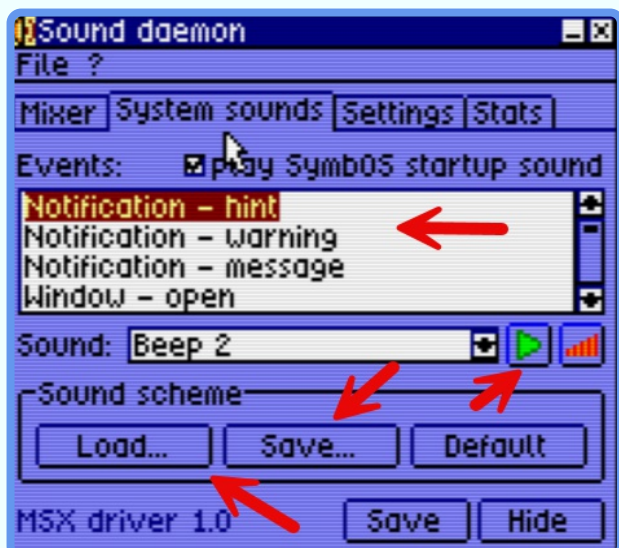 Sound daemon
File ?
Mixer System sounds Settings Stats
Events: play SymbOS startup sound
Notification - hint
Notification - warning
Notification - message
Window - open
Sound: Beep 2
Sound scheme
Load... Save... Default
MSX driver 1.0 Save Hide